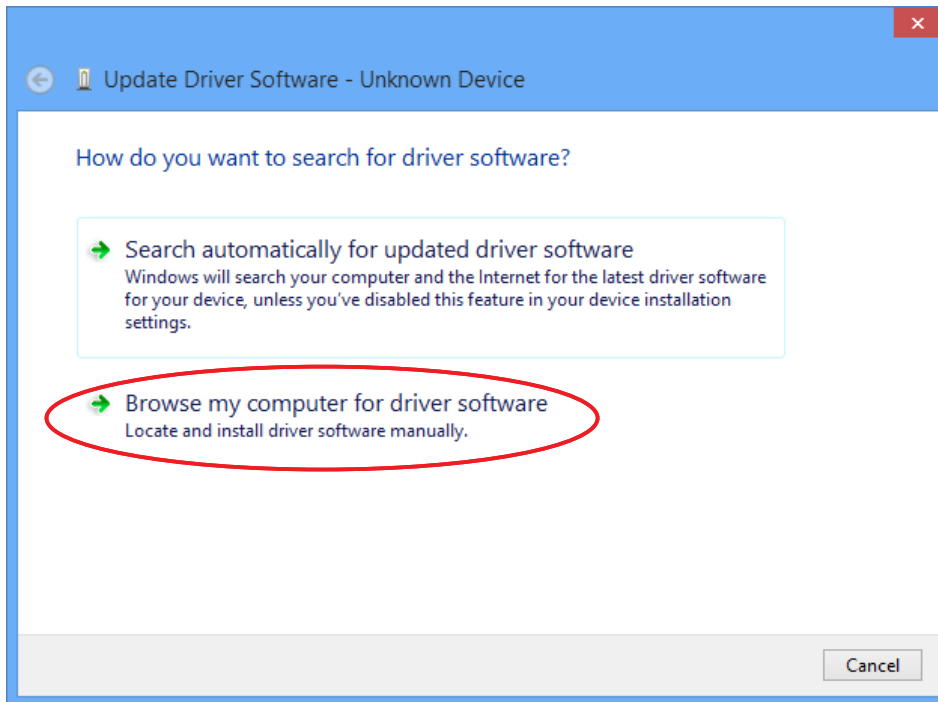 Update Driver Software - Unknown Device
How do you want to search for driver software?
Search automatically for updated driver software
Windows will search your computer and the Internet for the latest driver software
for your device, unless you've disabled this feature in your device installation
settings.
Browse my computer for driver software
Locate and install driver software manually.
Cancel